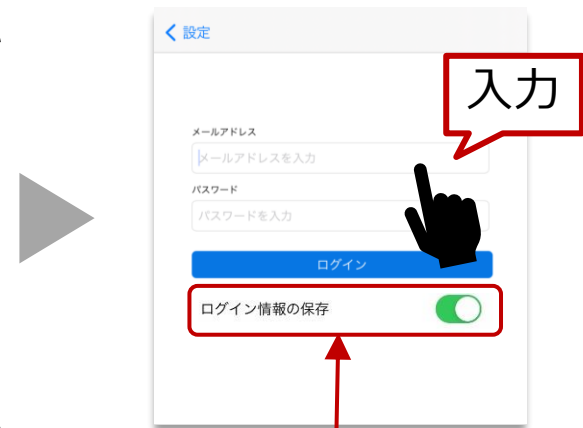 設定
入力
メールアドレス
メールアドレスを入力
パスワード
パスワードを入力
ログイン
ログイン情報の保存